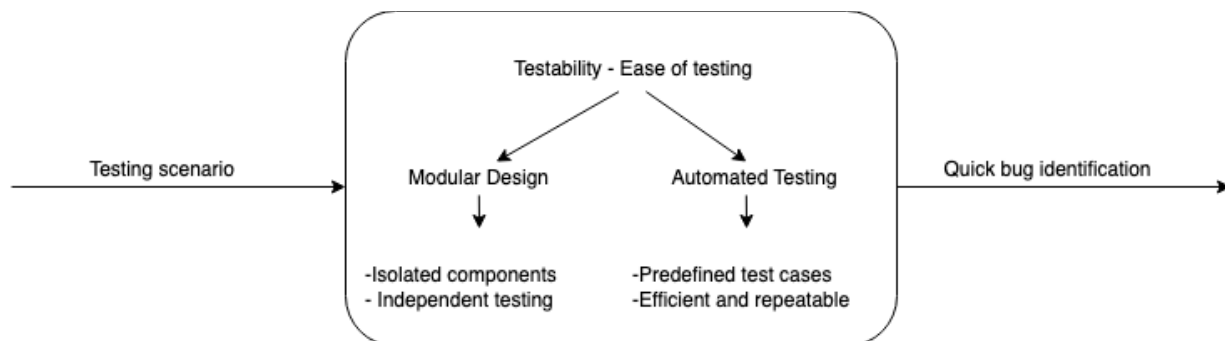 Testability - Ease of testing
Testing scenario
Modular Design
Automated Testing
Quick bug identification
-Isolated components
- Independent testing
-Predefined test cases
-Efficient and repeatable